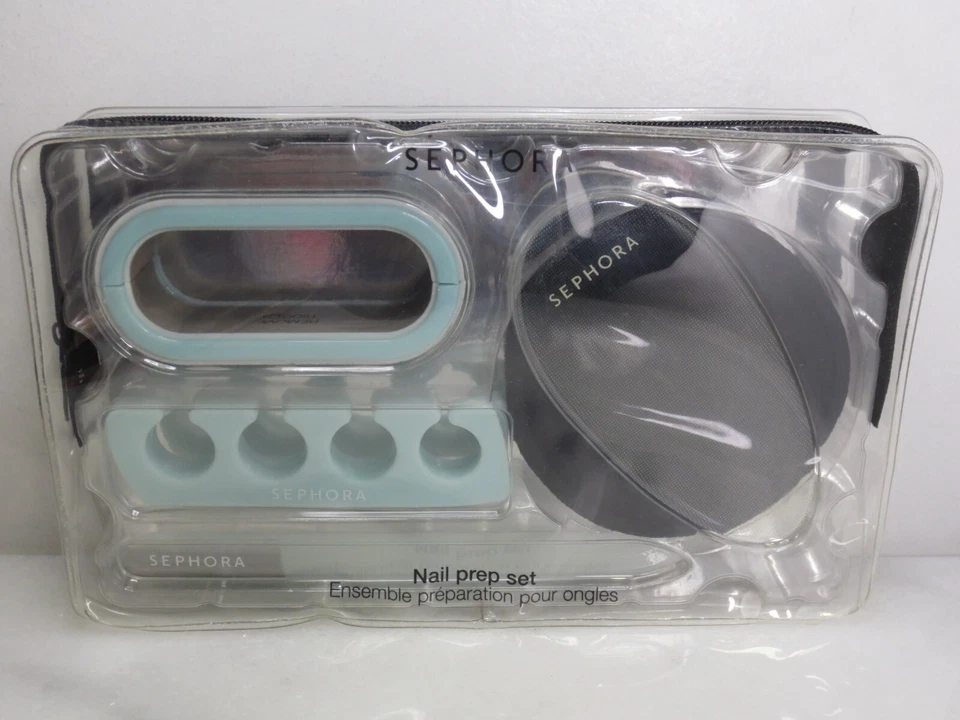 SEPHORA
SEPHORA
SEPHORA
SEPHORA
Nail prep set
Ensemble préparation pour ongles